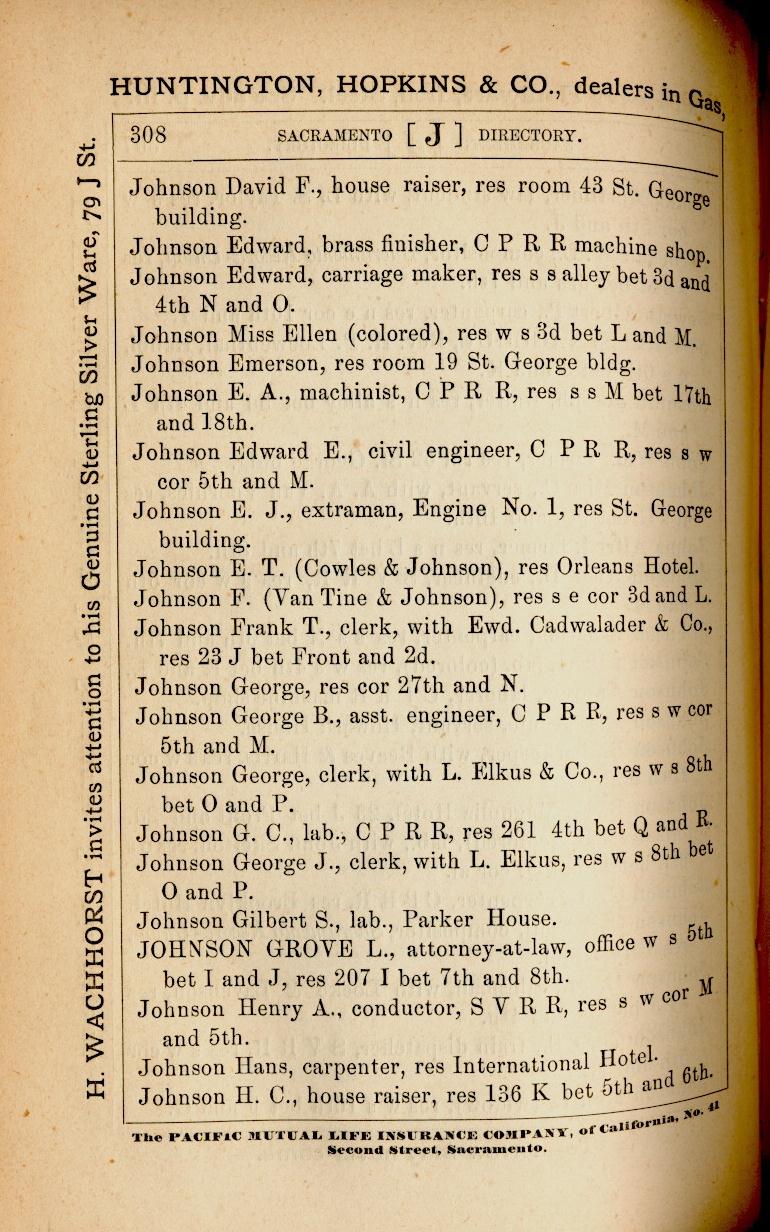 HUNTINGTON, HOPKINS & CO., dealers in Gas,
308 SACRAMENTO [ J ] DIRECTORY.
H. WACHHORST invites attention to his Genuine Sterling Silver Ware, 79 J St.
Johnson David F., house raiser, res room 43 St. George
building.
Johnson Edward, brass finisher, C P R R machine shop.
Johnson Edward, carriage maker, res s s alley bet 3d and
4th N and O.
Johnson Miss Ellen (colored), res w s 3d bet L and M.
Johnson Emerson, res room 19 St. George bldg.
Johnson E. A., machinist, C P R R, res s s M bet 17th
and 18th.
Johnson Edward E., civil engineer, C P R R, res s w
cor 5th and M.
Johnson E. J., extraman, Engine No. 1, res St. George
building.
Johnson E. T. (Cowles & Johnson), res Orleans Hotel.
Johnson F. (Van Tine & Johnson), res s e cor 3d and L.
Johnson Frank T., clerk, with Ewd. Cadwalader & Co.,
res 23 J bet Front and 2d.
Johnson George, res cor 27th and N.
Johnson George B., asst. engineer, C P R R, res s w cor
5th and M.
Johnson George, clerk, with L. Elkus & Co., res w s 8th
bet O and P.
Johnson G. C., lab., C P R R, res 261 4th bet Q and R.
Johnson George J., clerk, with L. Elkus, res w s 8th bet
O and P.
Johnson Gilbert S., lab., Parker House.
JOHNSON GROVE L., attorney-at-law, office w s 5th
bet I and J, res 207 I bet 7th and 8th.
Johnson Henry A., conductor, S V R R, res s w cor M
and 5th.
Johnson Hans, carpenter, res International Hotel.
Johnson H. C., house raiser, res 136 K bet 5th and 6th.
The PACIFIC MUTUAL LIFE INSURANCE COMPANY, of California, No. 41
Second Street, Sacramento.